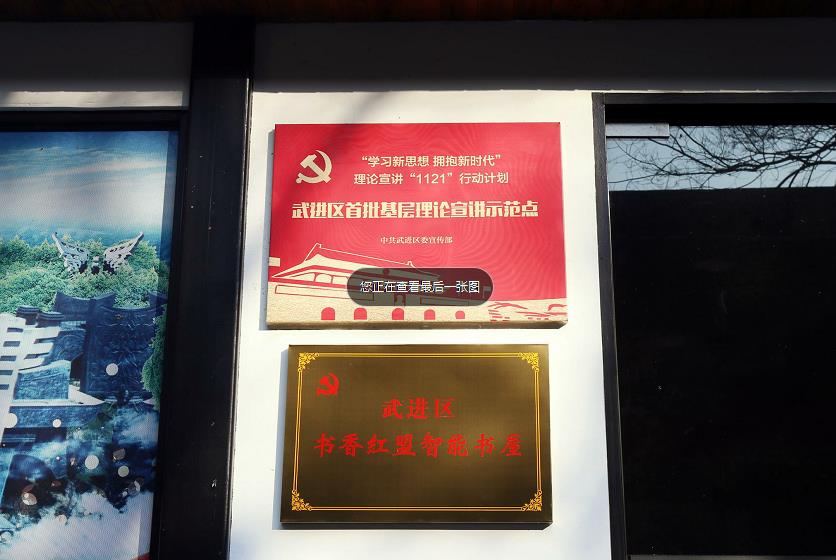 “学习新思想 拥抱新时代”
理论宣讲“1121”行动计划
武进区首批基层理论宣讲示范点
中共武进区委宣传部
您正在查看最后一张图
武进区
书香红盟智能书屋